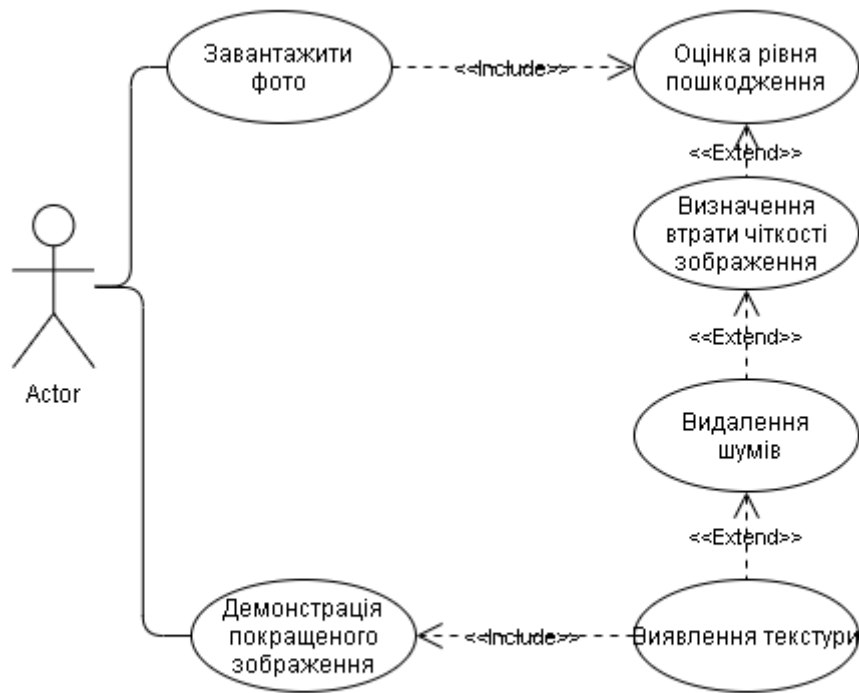 Завантажити
фото
<<Include>>
Оцінка рівня
пошкодження
<<Extend>>
Визначення
втрати чіткості
зображення
<<Extend>>
Actor
Видалення
шумів
<<Extend>>
Демонстрація
покращеного
зображення
<<Include>>
Виявлення текстури